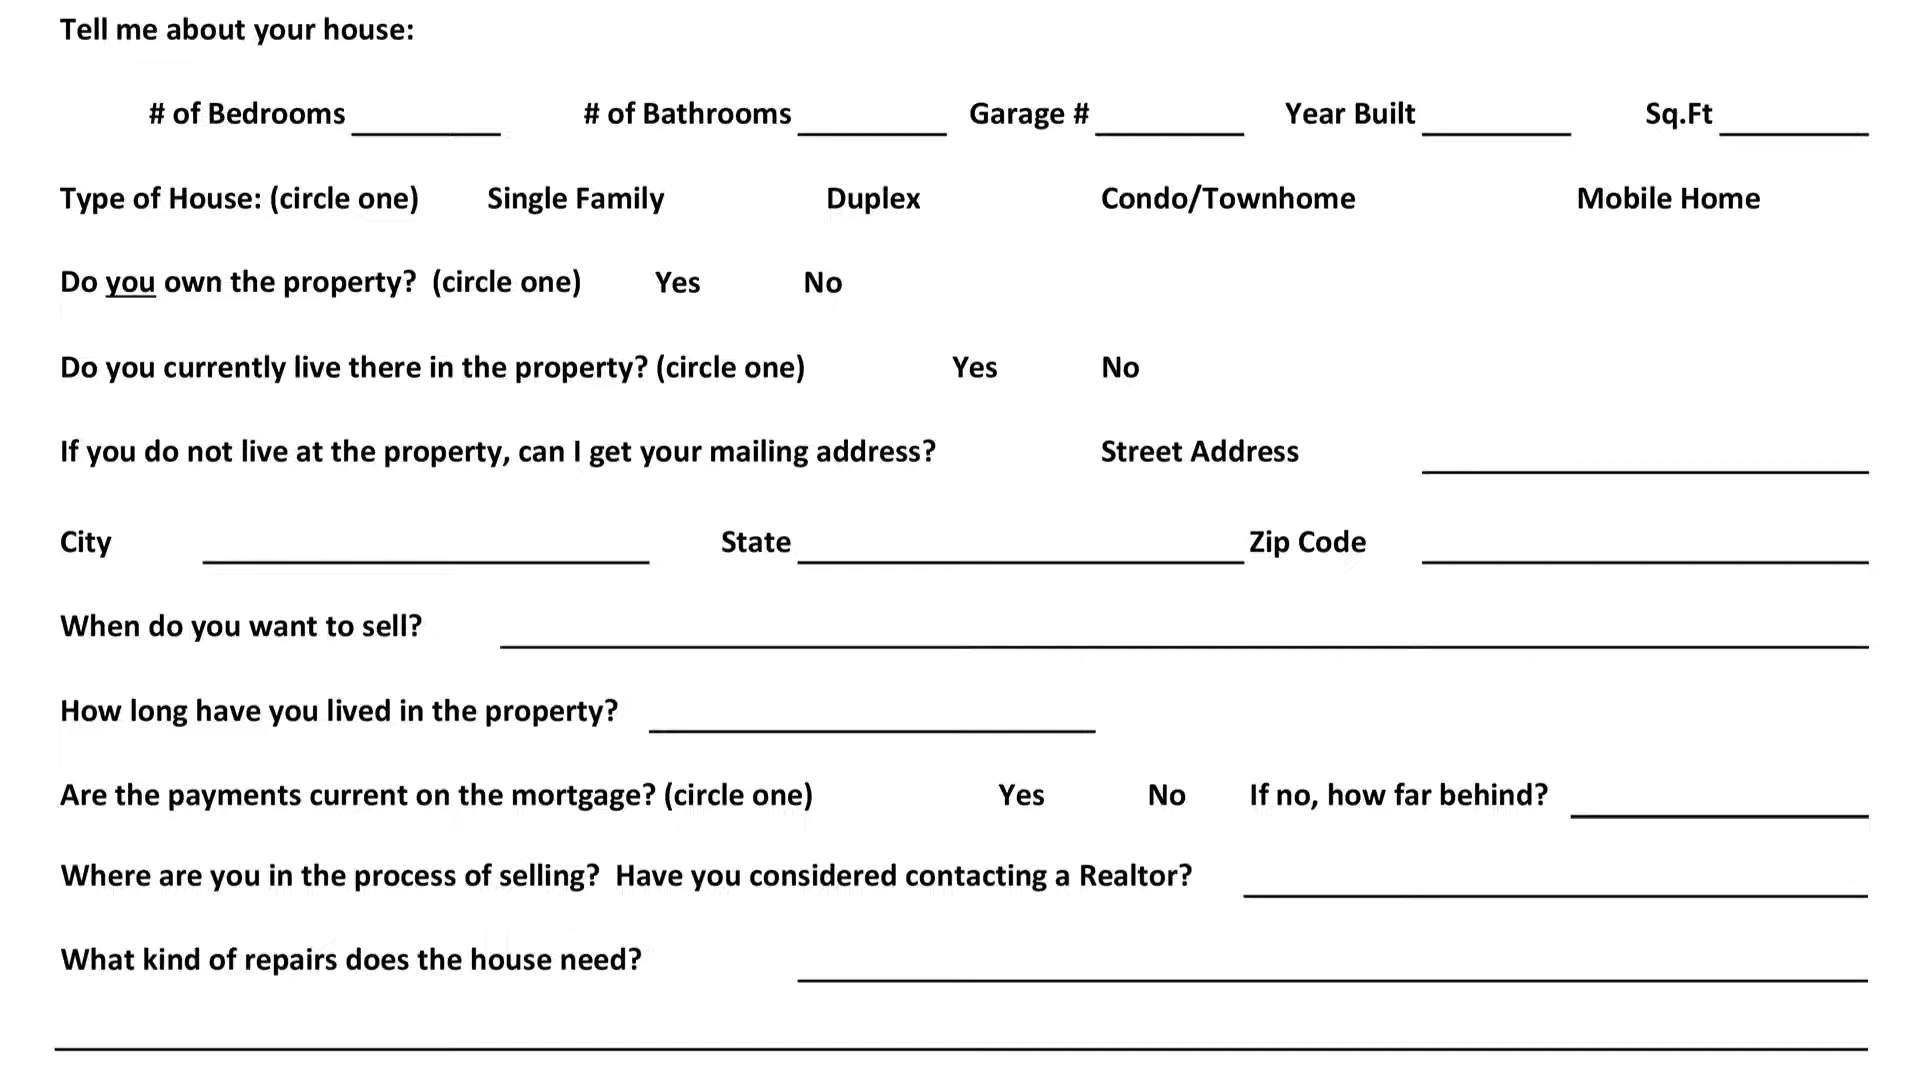 Tell me about your house:
# of Bedrooms # of Bathrooms Garage # Year Built Sq.Ft
Type of House: (circle one) Single Family Duplex Condo/Townhome Mobile Home
Do you own the property? (circle one) Yes No
Do you currently live there in the property? (circle one) Yes No
If you do not live at the property, can I get your mailing address? Street Address
City State Zip Code
When do you want to sell?
How long have you lived in the property?
Are the payments current on the mortgage? (circle one) Yes No If no, how far behind?
Where are you in the process of selling? Have you considered contacting a Realtor?
What kind of repairs does the house need?